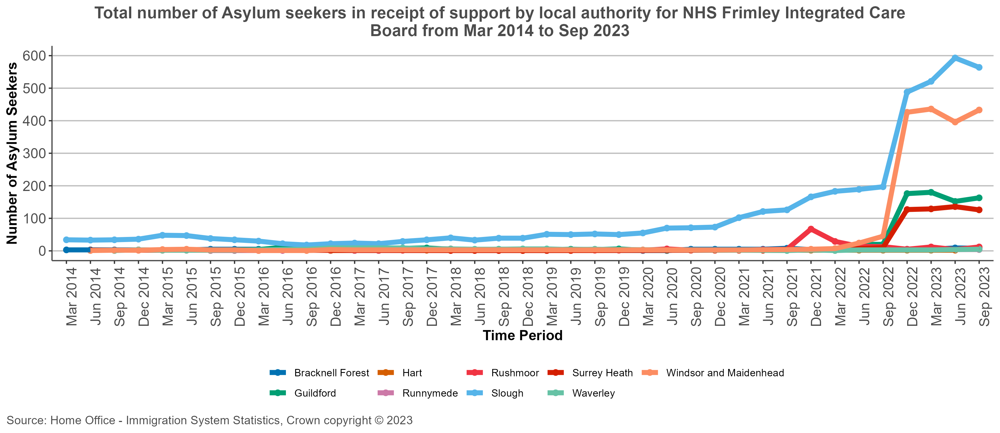 Total number of Asylum seekers in receipt of support by local authority for NHS Frimley Integrated Care
Board from Mar 2014 to Sep 2023
Number of Asylum Seekers
600
500
400
300
200
100
0
Mar 2014
Jun 2014
Sep 2014
Dec 2014
Mar 2015
Jun 2015
Sep 2015
Dec 2015
Mar 2016
Jun 2016
Sep 2016
Dec 2016
Mar 2017
Jun 2017
Sep 2017
Dec 2017
Mar 2018
Jun 2018
Sep 2018
Dec 2018
Mar 2019
Jun 2019
Sep 2019
Dec 2019
Mar 2020
Jun 2020
Sep 2020
Dec 2020
Mar 2021
Jun 2021
Sep 2021
Dec 2021
Mar 2022
Jun 2022
Sep 2022
Dec 2022
Mar 2023
Jun 2023
Sep 2023
Time Period
Bracknell Forest
Hart
Rushmoor
Surrey Heath
Windsor and Maidenhead
Guildford
Runnymede
Slough
Waverley
Source: Home Office - Immigration System Statistics, Crown copyright © 2023